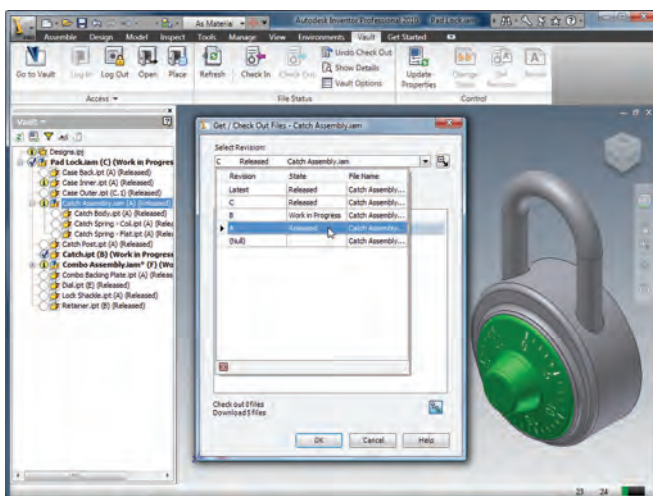 As Materia
Autodesk Inventor Professional 2010 Pad Lock.iam
Assemble Design Model Inspect Tools Manage View Environments Vault Get Started
Go to Vault Log In Log Out Open Place Refresh Check In Check Out
Undo Check Out
Show Details
Vault Options
Update Properties
Access File Status Control
Vault
Designs.ipj
Pad Lock.iam (C) (Work in Progres
Case Back.ipt (A) (Released)
Case Inner.ipt (A) (Released)
Case Outer.ipt (C.1) (Released)
Catch Assembly.iam (A) (Released)
Catch Body.ipt (A) (Released)
Catch Spring - Coil.ipt (A) (Relea
Catch Spring - Flat.ipt (A) (Relea
Catch Post.ipt (A) (Released)
Catch.ipt (B) (Work in Progress
Combo Assembly.iam* (F) (Wo
Combo Backing Plate.ipt (A) (Releas
Dial.ipt (E) (Released)
Lock Shackle.ipt (A) (Released)
Retainer.ipt (B) (Released)
Get / Check Out Files - Catch Assembly.iam
Select Revision:
C Released Catch Assembly.iam
Revision State File Name
Latest Released Catch Assembly...
C Released Catch Assembly...
B Work in Progress Catch Assembly...
A Released Catch Assembly...
(Null) Catch Assembly...
Check out 0 files
Download 5 files
OK Cancel Help
23 24